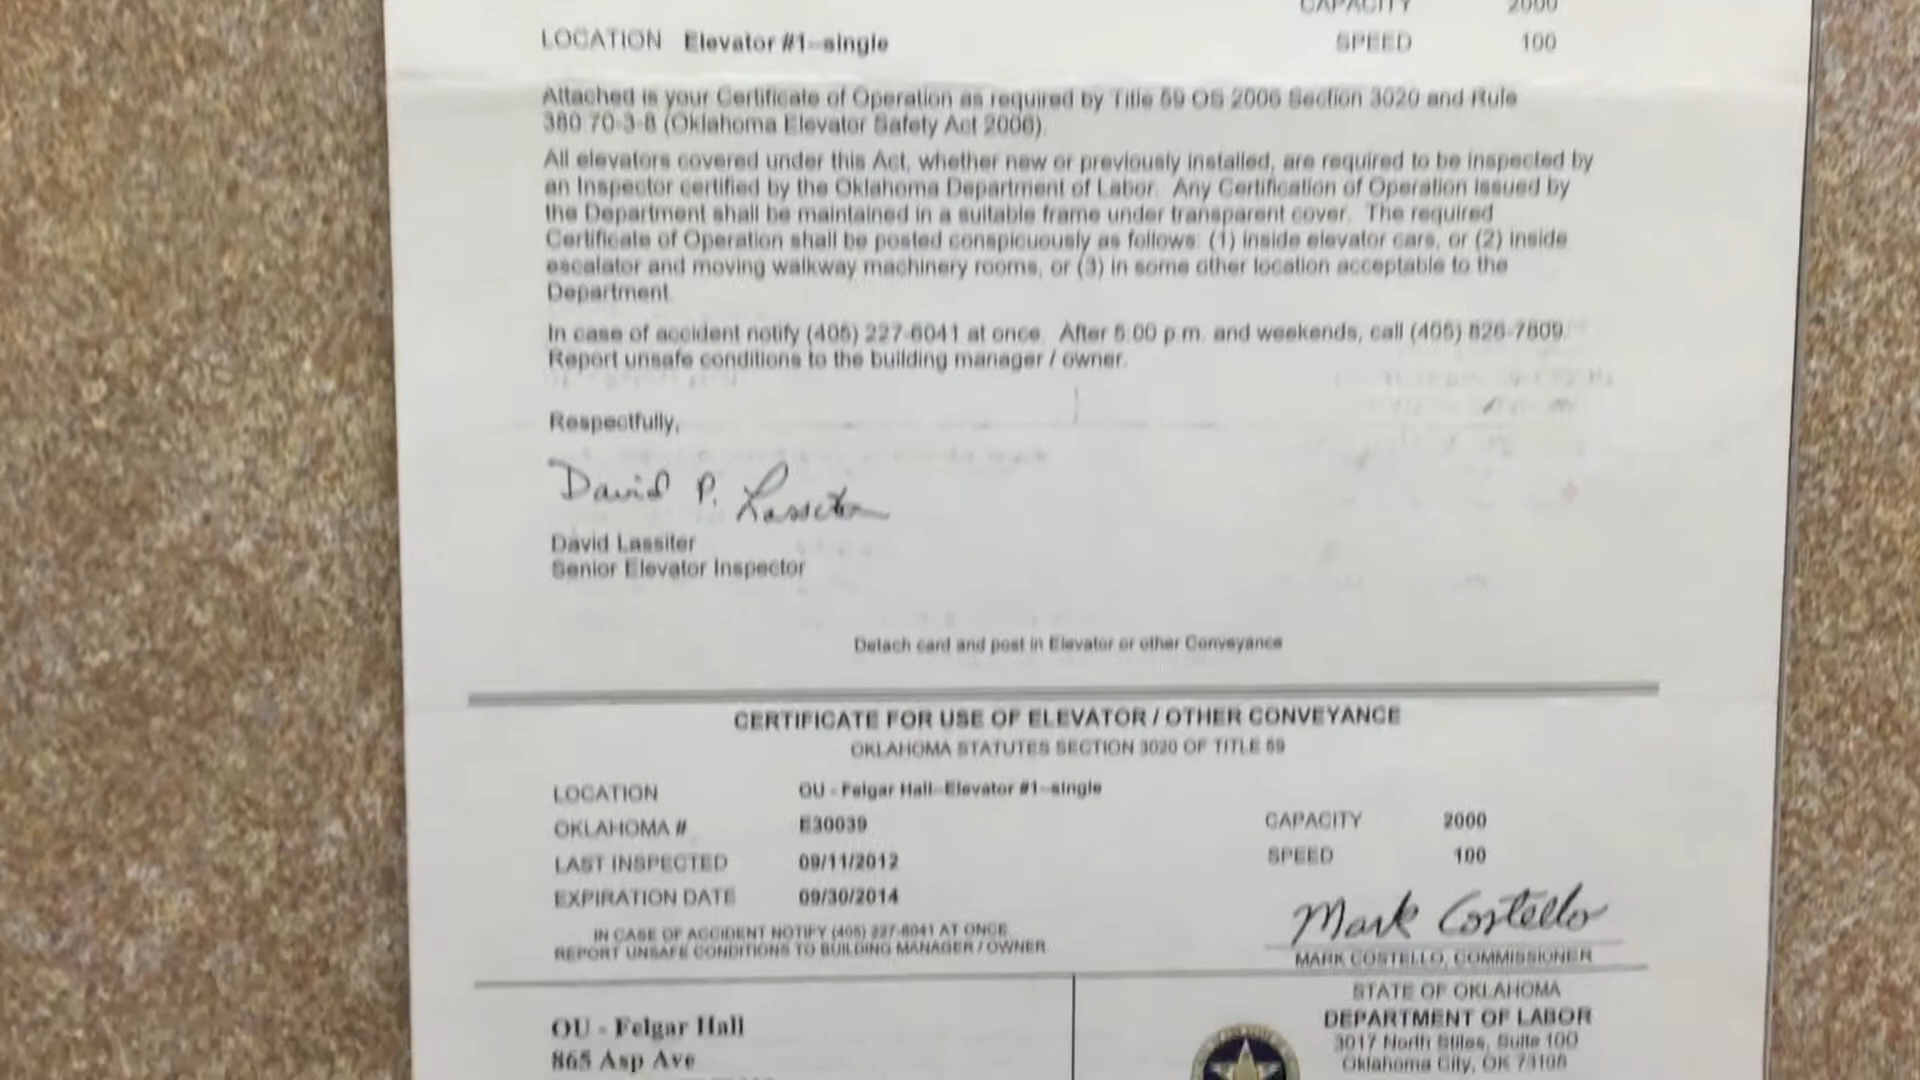 CAPACITY 2000
LOCATION Elevator #1--single SPEED 100
Attached is your Certificate of Operation as required by Title 59 OS 2006 Section 3020 and Rule
380:70-3-8 (Oklahoma Elevator Safety Act 2006).
All elevators covered under this Act, whether new or previously installed, are required to be inspected by
an Inspector certified by the Oklahoma Department of Labor. Any Certification of Operation issued by
the Department shall be maintained in a suitable frame under transparent cover. The required
Certificate of Operation shall be posted conspicuously as follows: (1) inside elevator cars, or (2) inside
escalator and moving walkway machinery rooms, or (3) in some other location acceptable to the
Department.
In case of accident notify (405) 227-6041 at once. After 5:00 p.m. and weekends, call (405) 826-7809.
Report unsafe conditions to the building manager / owner.
Respectfully,
David P. Lassiter
David Lassiter
Senior Elevator Inspector
Detach card and post in Elevator or other Conveyance
CERTIFICATE FOR USE OF ELEVATOR / OTHER CONVEYANCE
OKLAHOMA STATUTES SECTION 3020 OF TITLE 59
LOCATION OU - Felgar Hall--Elevator #1--single
OKLAHOMA # E30039 CAPACITY 2000
LAST INSPECTED 09/11/2012 SPEED 100
EXPIRATION DATE 09/30/2014
Mark Costello
IN CASE OF ACCIDENT NOTIFY (405) 227-6041 AT ONCE
REPORT UNSAFE CONDITIONS TO BUILDING MANAGER / OWNER
MARK COSTELLO, COMMISSIONER
STATE OF OKLAHOMA
DEPARTMENT OF LABOR
3017 North Stiles, Suite 100
Oklahoma City, OK 73105
OU - Felgar Hall
865 Asp Ave